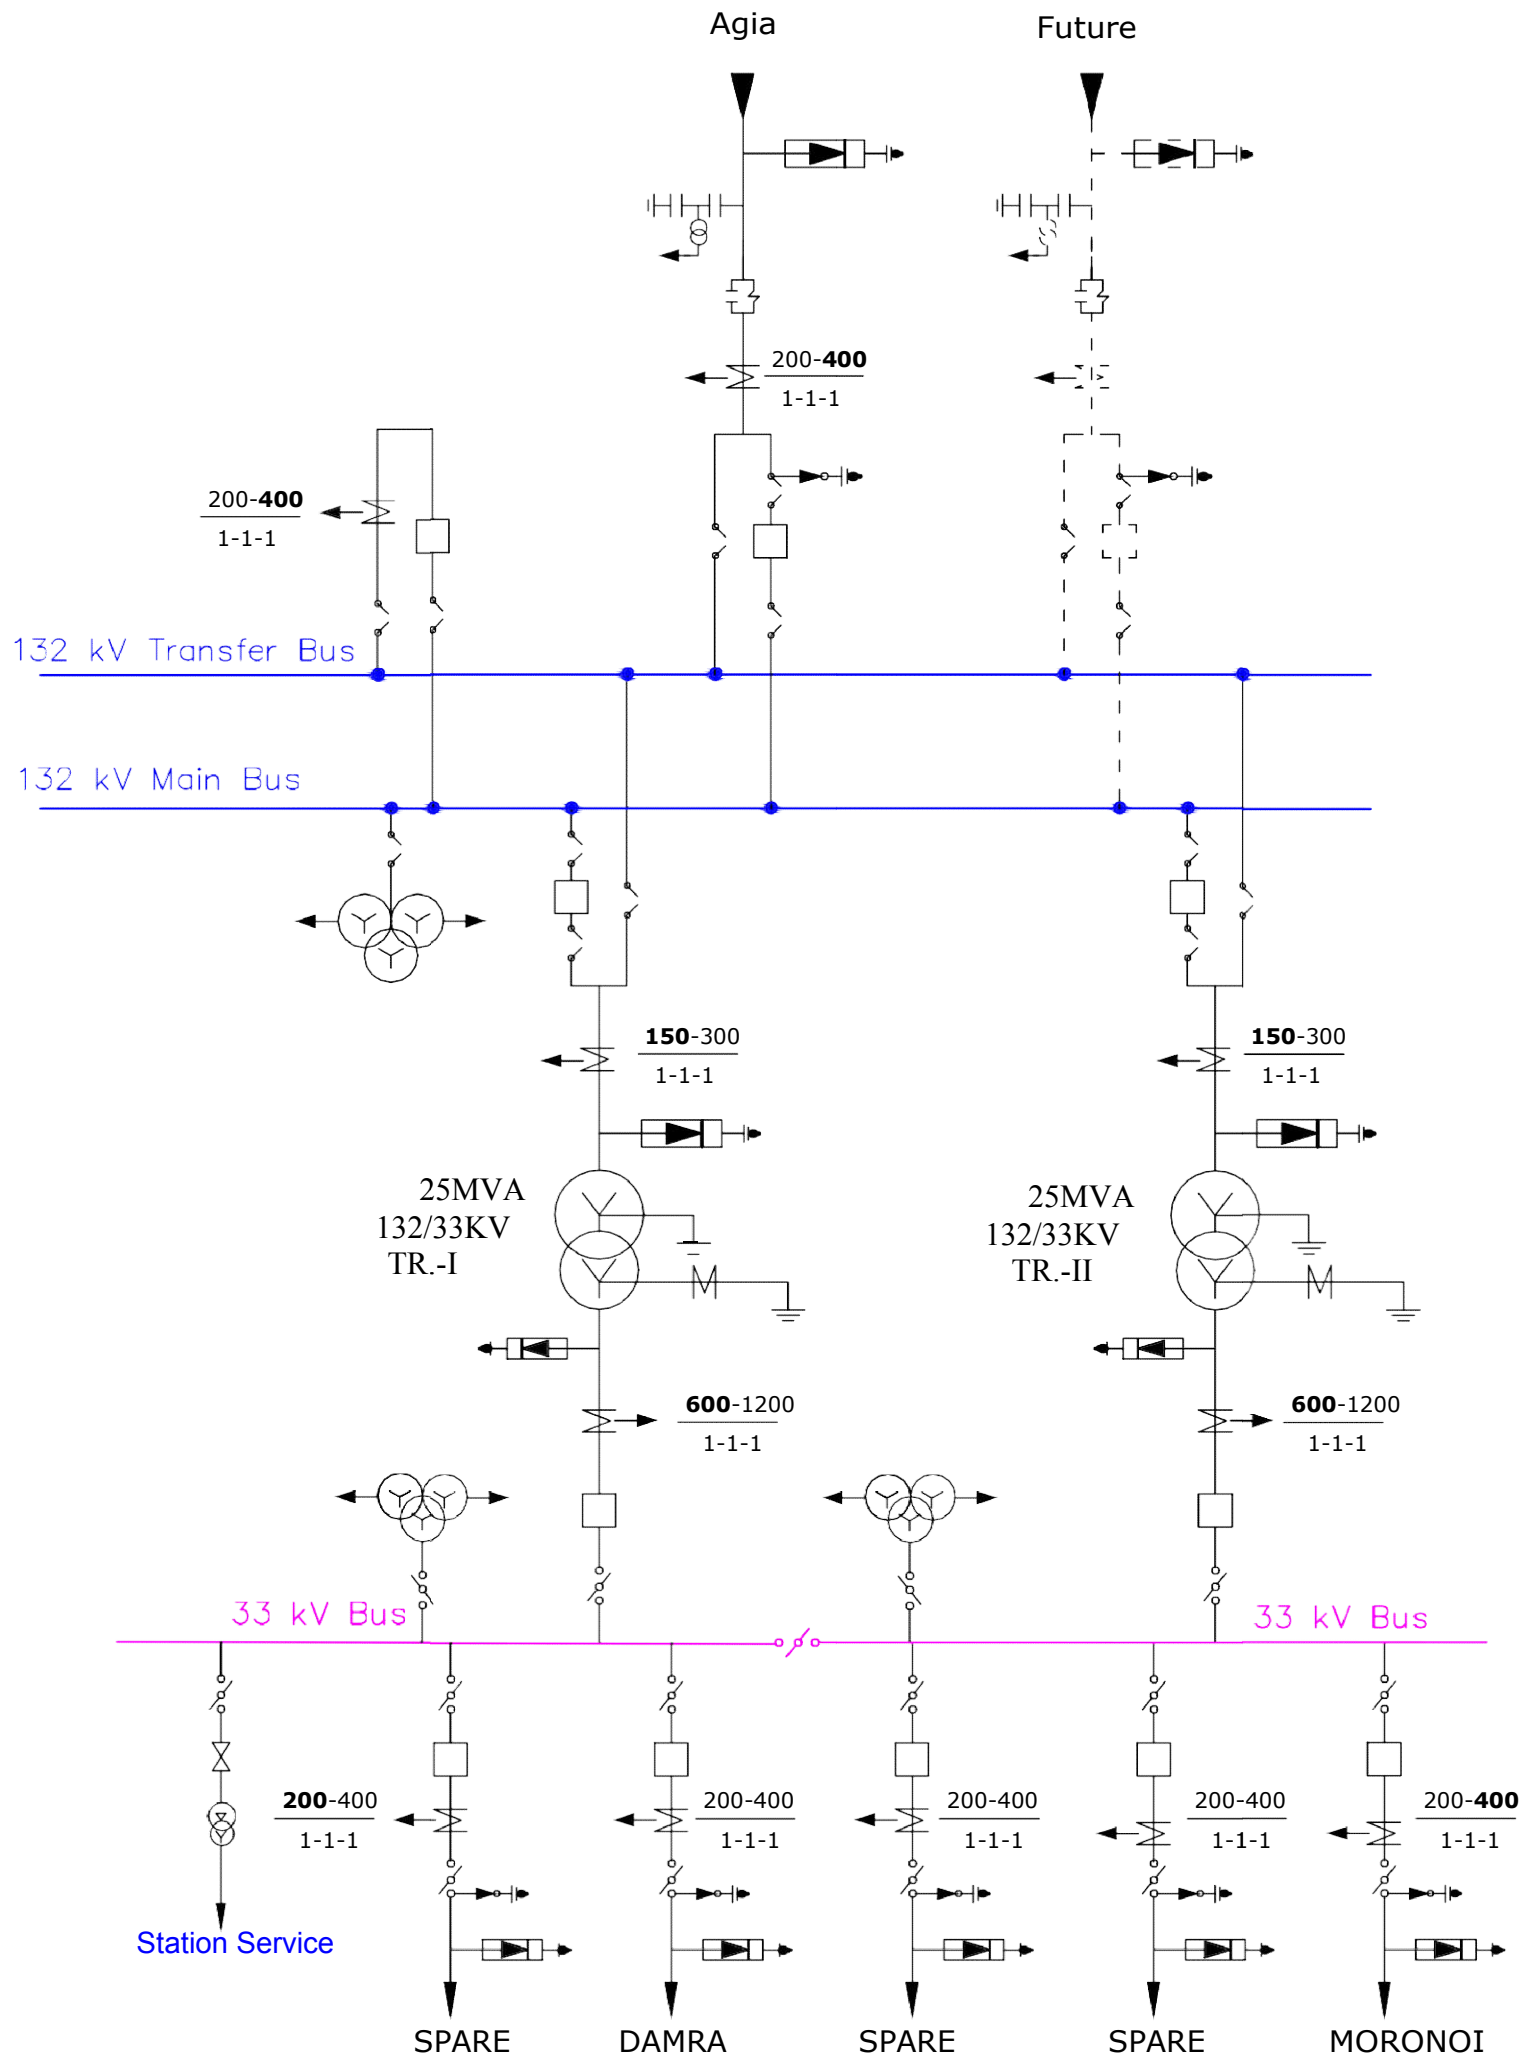 Agia
Future
200-400
1-1-1
200-400
1-1-1
132 kV Transfer Bus
132 kV Main Bus
150-300
1-1-1
150-300
1-1-1
25MVA
132/33KV
TR.-I
25MVA
132/33KV
TR.-II
600-1200
1-1-1
600-1200
1-1-1
33 kV Bus
33 kV Bus
200-400
1-1-1
200-400
1-1-1
200-400
1-1-1
200-400
1-1-1
200-400
1-1-1
Station Service
SPARE
DAMRA
SPARE
SPARE
MORONOI